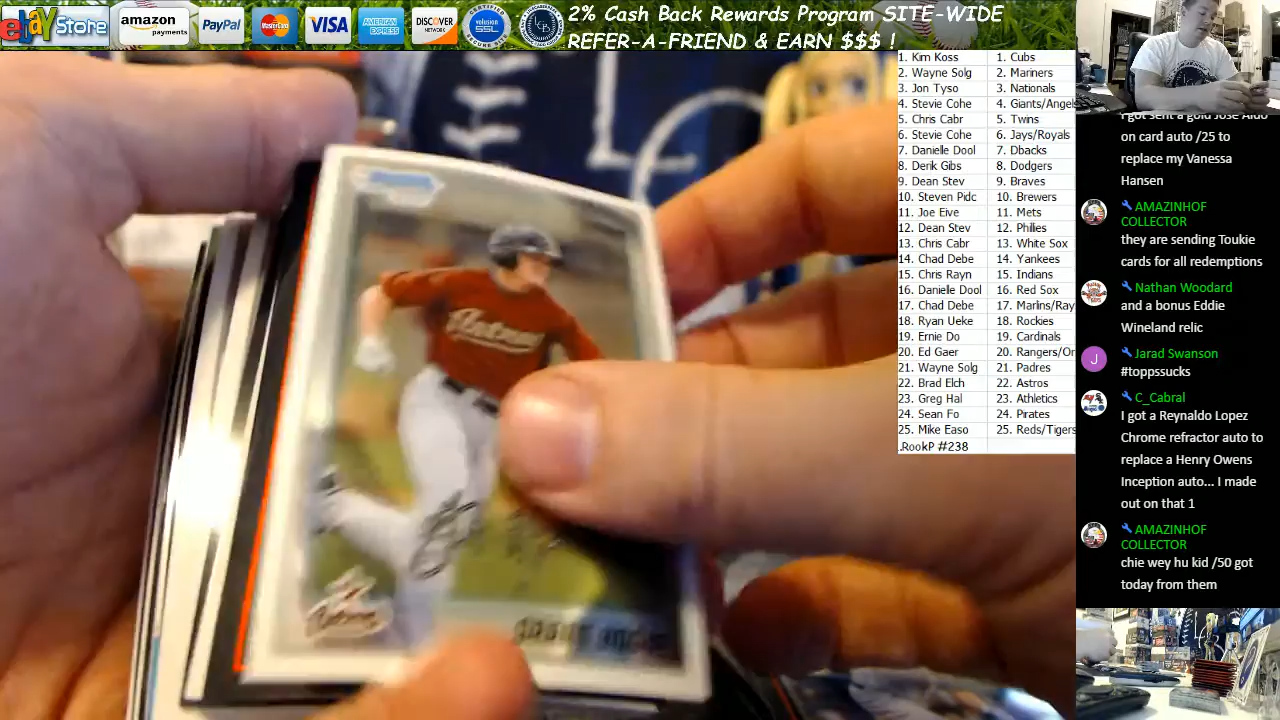 ebay
Store
amazon
payments
PayPal
MasterCard
VISA
AMERICAN
EXPRESS
DISCOVER
NETWORK
CERTIFIED
volusion
SSL
SECURE
2% Cash Back Rewards Program SITE-WIDE
REFER-A-FRIEND & EARN $$$ !
1. Kim Koss 1. Cubs
2. Wayne Solg 2. Mariners
3. Jon Tyso 3. Nationals
4. Stevie Cohe 4. Giants/Angels
5. Chris Cabr 5. Twins
6. Stevie Cohe 6. Jays/Royals
7. Danielle Dool 7. Dbacks
8. Derik Gibs 8. Dodgers
9. Dean Stev 9. Braves
10. Steven Pidc 10. Brewers
11. Joe Eive 11. Mets
12. Dean Stev 12. Philies
13. Chris Cabr 13. White Sox
14. Chad Debe 14. Yankees
15. Chris Rayn 15. Indians
16. Danielle Dool 16. Red Sox
17. Chad Debe 17. Marlins/Ray
18. Ryan Ueke 18. Rockies
19. Ernie Do 19. Cardinals
20. Ed Gaer 20. Rangers/Or
21. Wayne Solg 21. Padres
22. Brad Elch 22. Astros
23. Greg Hal 23. Athletics
24. Sean Fo 24. Pirates
25. Mike Easo 25. Reds/Tigers
.RookP #238
I got sent a gold Jose Aldo
on card auto /25 to
replace my Vanessa
Hansen
AMAZINHOF
COLLECTOR
they are sending Toukie
cards for all redemptions
Nathan Woodard
and a bonus Eddie
Wineland relic
J
Jarad Swanson
#toppssucks
C_Cabral
I got a Reynaldo Lopez
Chrome refractor auto to
replace a Henry Owens
Inception auto... I made
out on that 1
AMAZINHOF
COLLECTOR
chie wey hu kid /50 got
today from them
Astros
Astros